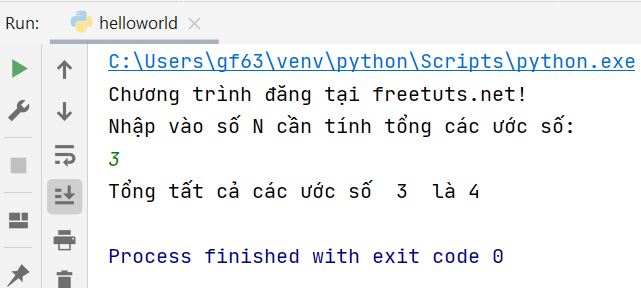 Run: helloworld
C:\Users\gf63\venv\python\Scripts\python.exe
Chương trình đăng tại freetuts.net!
Nhập vào số N cần tính tổng các ước số:
3
Tổng tất cả các ước số  3  là 4
Process finished with exit code 0